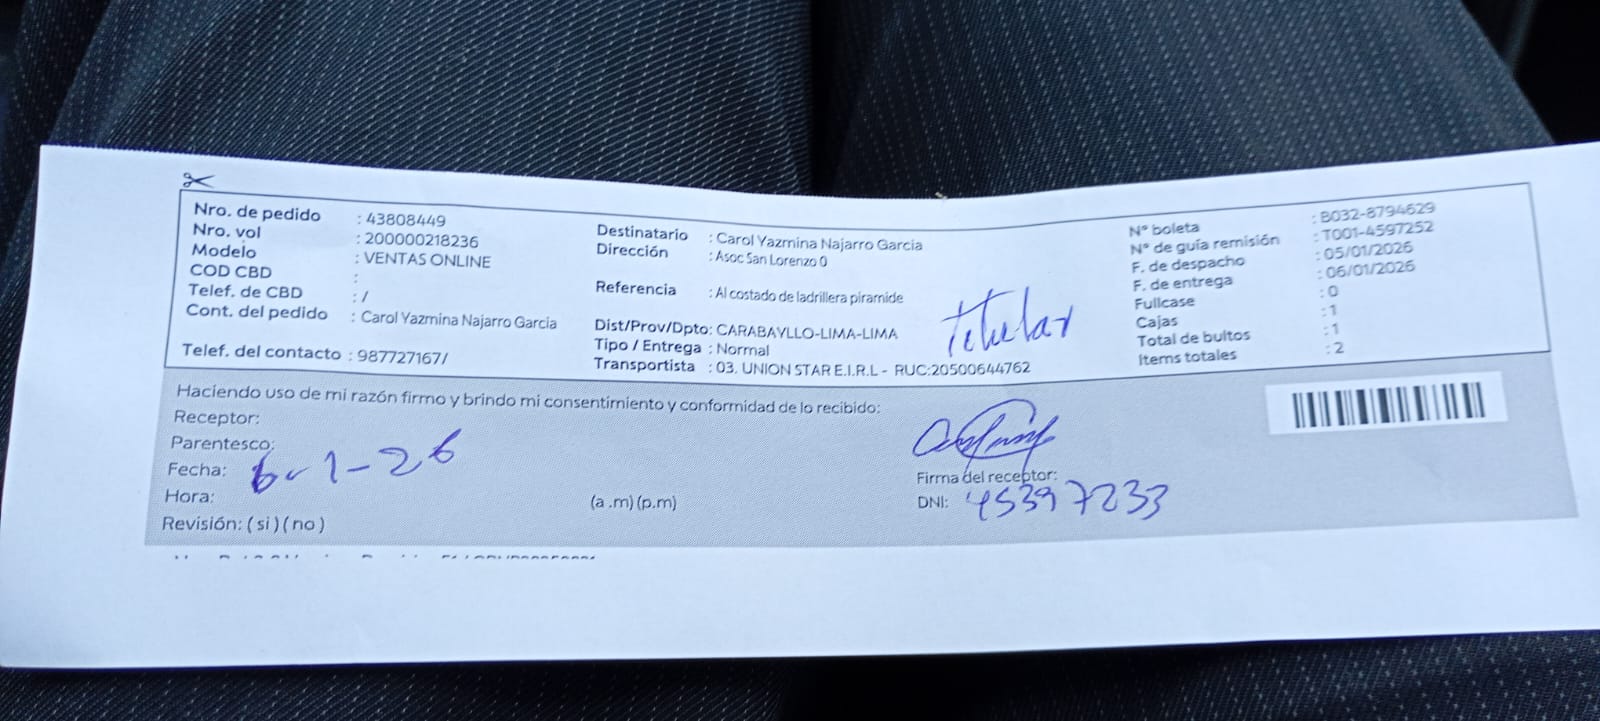 Nro. de pedido : 43808449
Nro. vol : 200000218236
Modelo : VENTAS ONLINE
COD CBD :
Telef. de CBD : /
Cont. del pedido : Carol Yazmina Najarro Garcia
Telef. del contacto : 987727167/
Destinatario : Carol Yazmina Najarro Garcia
Dirección : Asoc San Lorenzo 0
Referencia : Al costado de ladrillera piramide
Dist/Prov/Dpto: CARABAYLLO-LIMA-LIMA
Tipo / Entrega : Normal
Transportista : 03. UNION STAR E.I.R.L - RUC:20500644762
Titular
N° boleta : B032-8794629
N° de guía remisión : T001-4597252
F. de despacho : 05/01/2026
F. de entrega : 06/01/2026
Fullcase : 0
Cajas : 1
Total de bultos : 1
Items totales : 2
Haciendo uso de mi razón firmo y brindo mi consentimiento y conformidad de lo recibido:
Receptor:
Parentesco:
Fecha: 6-1-26
Hora: (a .m) (p.m)
Revisión: ( si ) ( no )
Firma del receptor:
DNI: 45397233